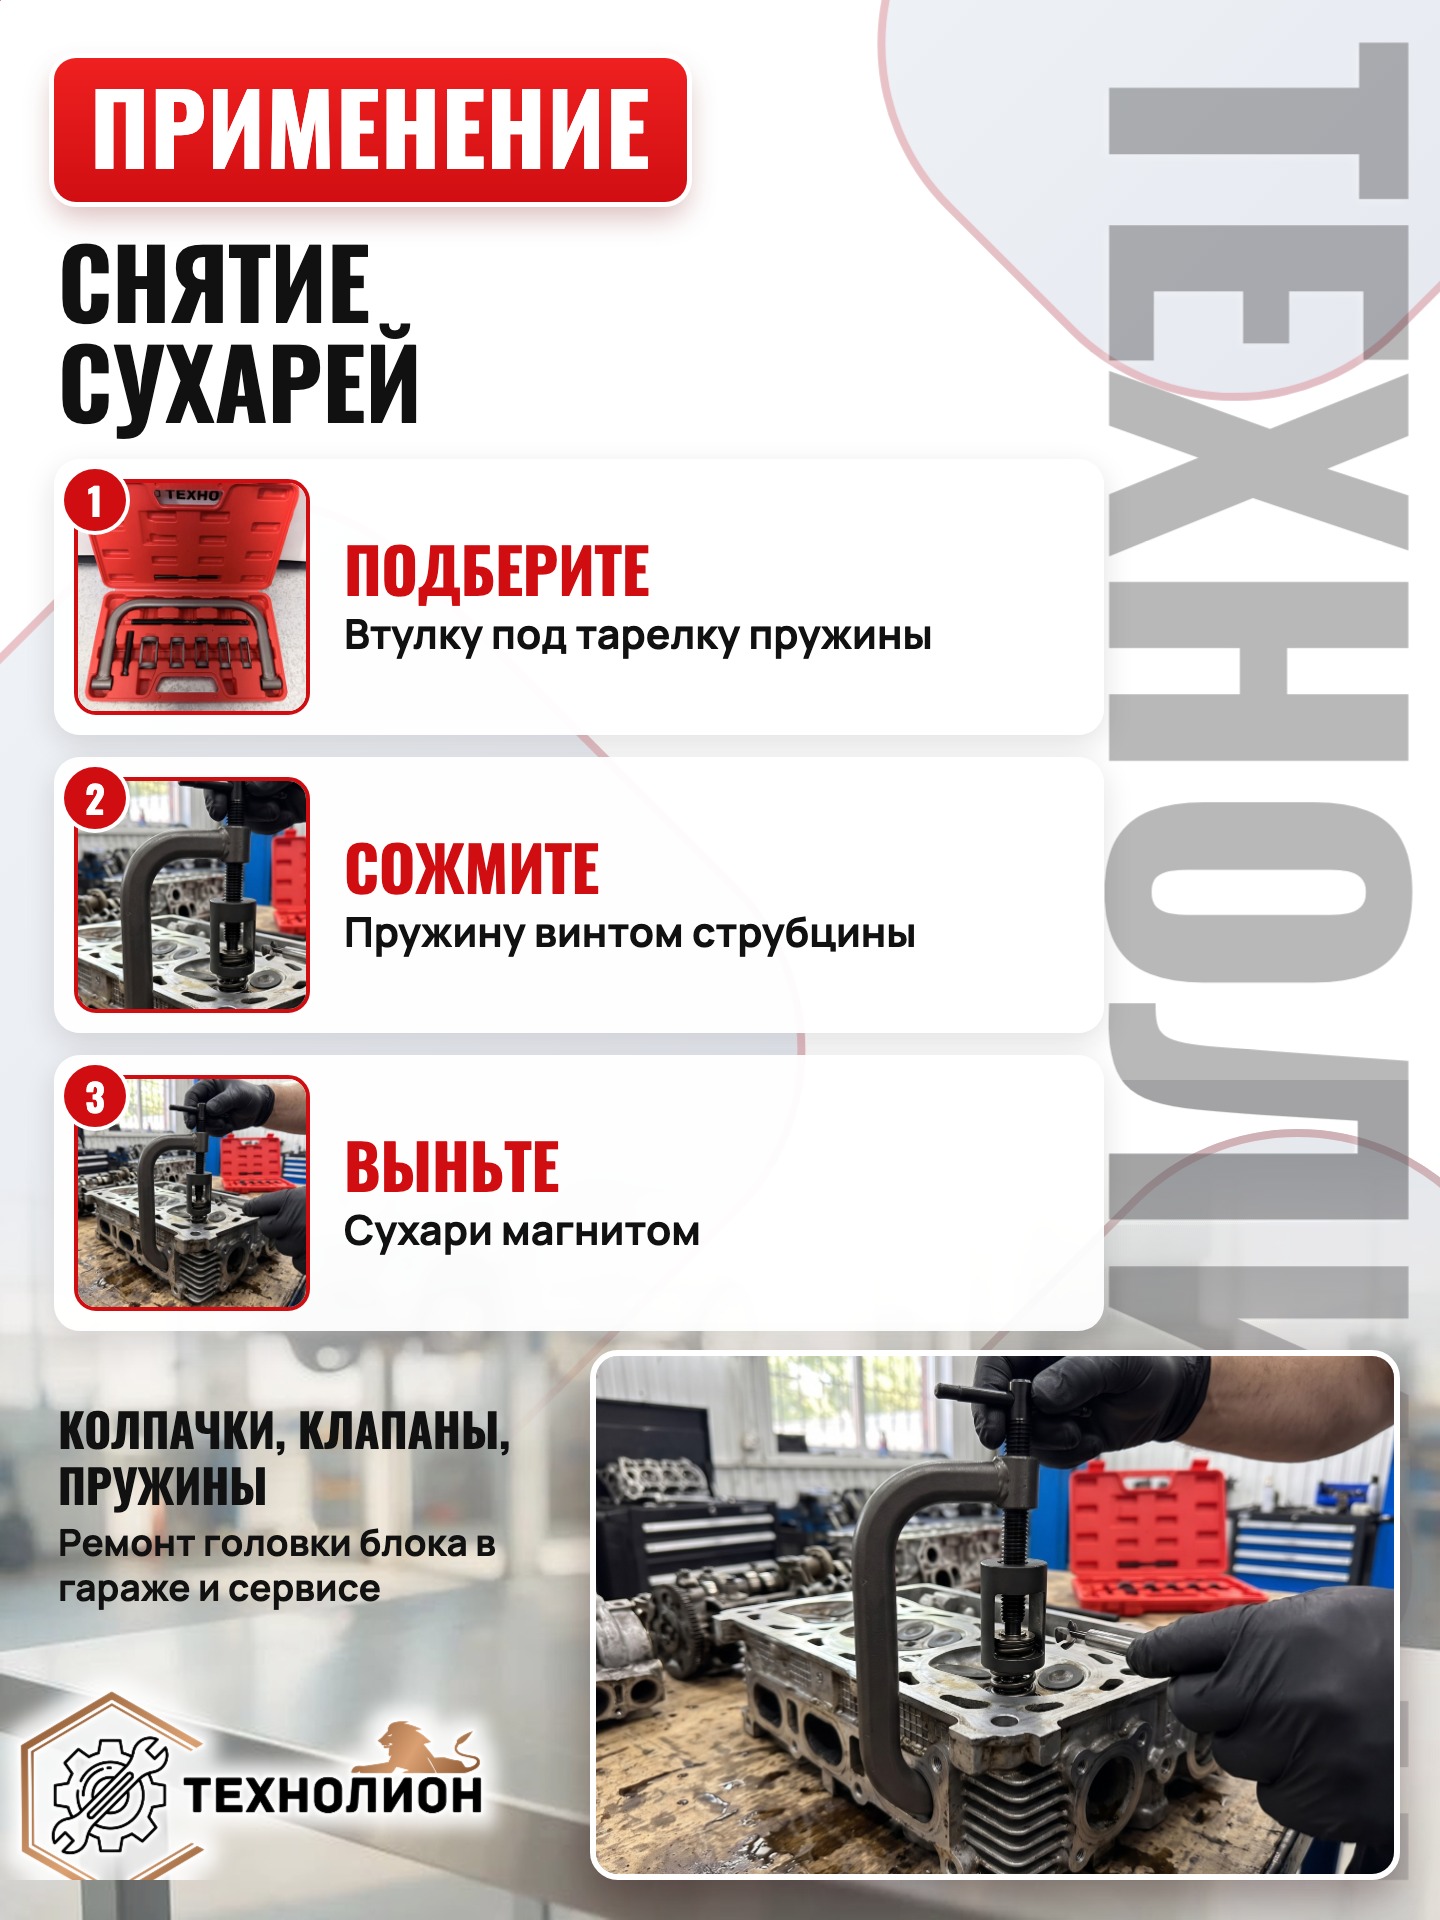 ПРИМЕНЕНИЕ
СНЯТИЕ
СУХАРЕЙ
1
ТЕХНО
ПОДБЕРИТЕ
Втулку под тарелку пружины
2
СОЖМИТЕ
Пружину винтом струбцины
3
ВЫНЬТЕ
Сухари магнитом
КОЛПАЧКИ, КЛАПАНЫ,
ПРУЖИНЫ
Ремонт головки блока в
гараже и сервисе
ТЕХНОЛИОН
ТЕХНОЛИ